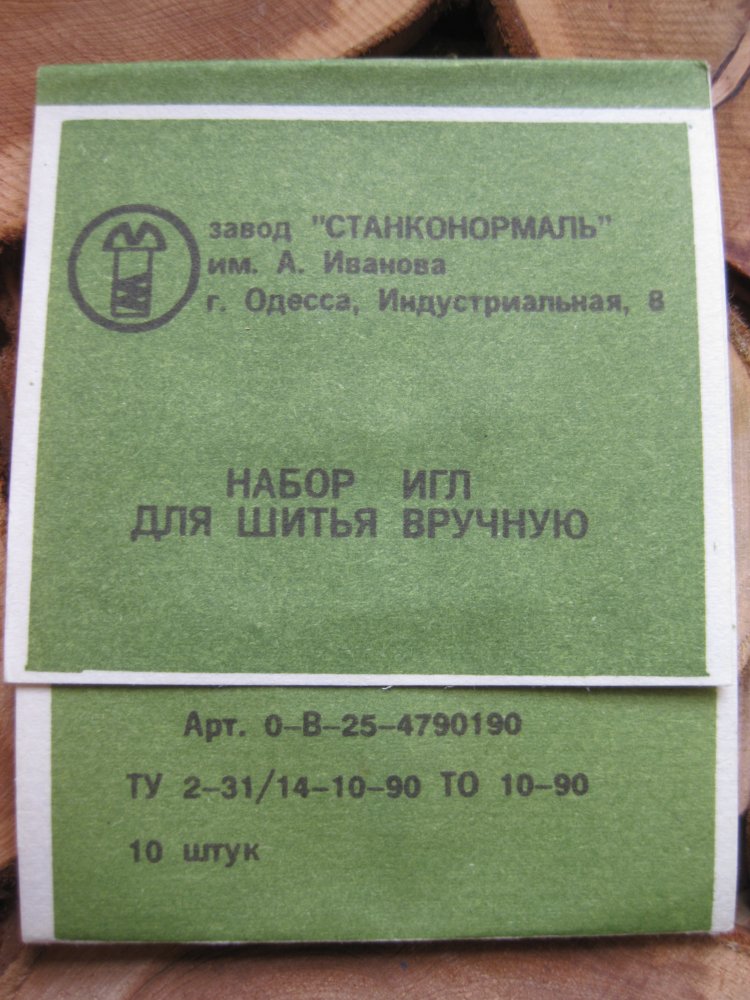 завод "СТАНКОНОРМАЛЬ"
им. А. Иванова
г. Одесса, Индустриальная, 8
НАБОР ИГЛ
ДЛЯ ШИТЬЯ ВРУЧНУЮ
Арт. 0-В-25-4790190
ТУ 2-31/14-10-90 ТО 10-90
10 штук